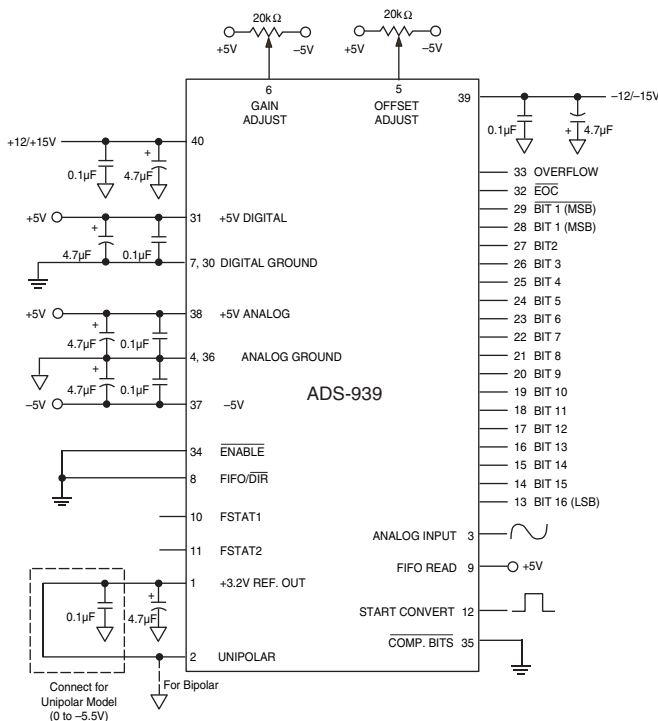 20kΩ
+5V
–5V
20kΩ
+5V
–5V
6
GAIN
ADJUST
5
OFFSET
ADJUST
39
–12/–15V
0.1µF
+
4.7µF
+12/+15V
40
0.1µF
+
4.7µF
+5V
31
+5V DIGITAL
+
4.7µF
0.1µF
7, 30 DIGITAL GROUND
+5V
38
+5V ANALOG
+
4.7µF
0.1µF
4, 36
ANALOG GROUND
+
4.7µF
0.1µF
–5V
37
–5V
ADS-939
34
ENABLE
8
FIFO/DIR
10
FSTAT1
11
FSTAT2
1
+3.2V REF. OUT
0.1µF
+
4.7µF
2
UNIPOLAR
For Bipolar
Connect for
Unipolar Model
(0 to –5.5V)
33 OVERFLOW
32 EOC
29 BIT 1 (MSB)
28 BIT 1 (MSB)
27 BIT2
26 BIT 3
25 BIT 4
24 BIT 5
23 BIT 6
22 BIT 7
21 BIT 8
20 BIT 9
19 BIT 10
18 BIT 11
17 BIT 12
16 BIT 13
15 BIT 14
14 BIT 15
13 BIT 16 (LSB)
ANALOG INPUT 3
FIFO READ 9
+5V
START CONVERT 12
COMP. BITS 35